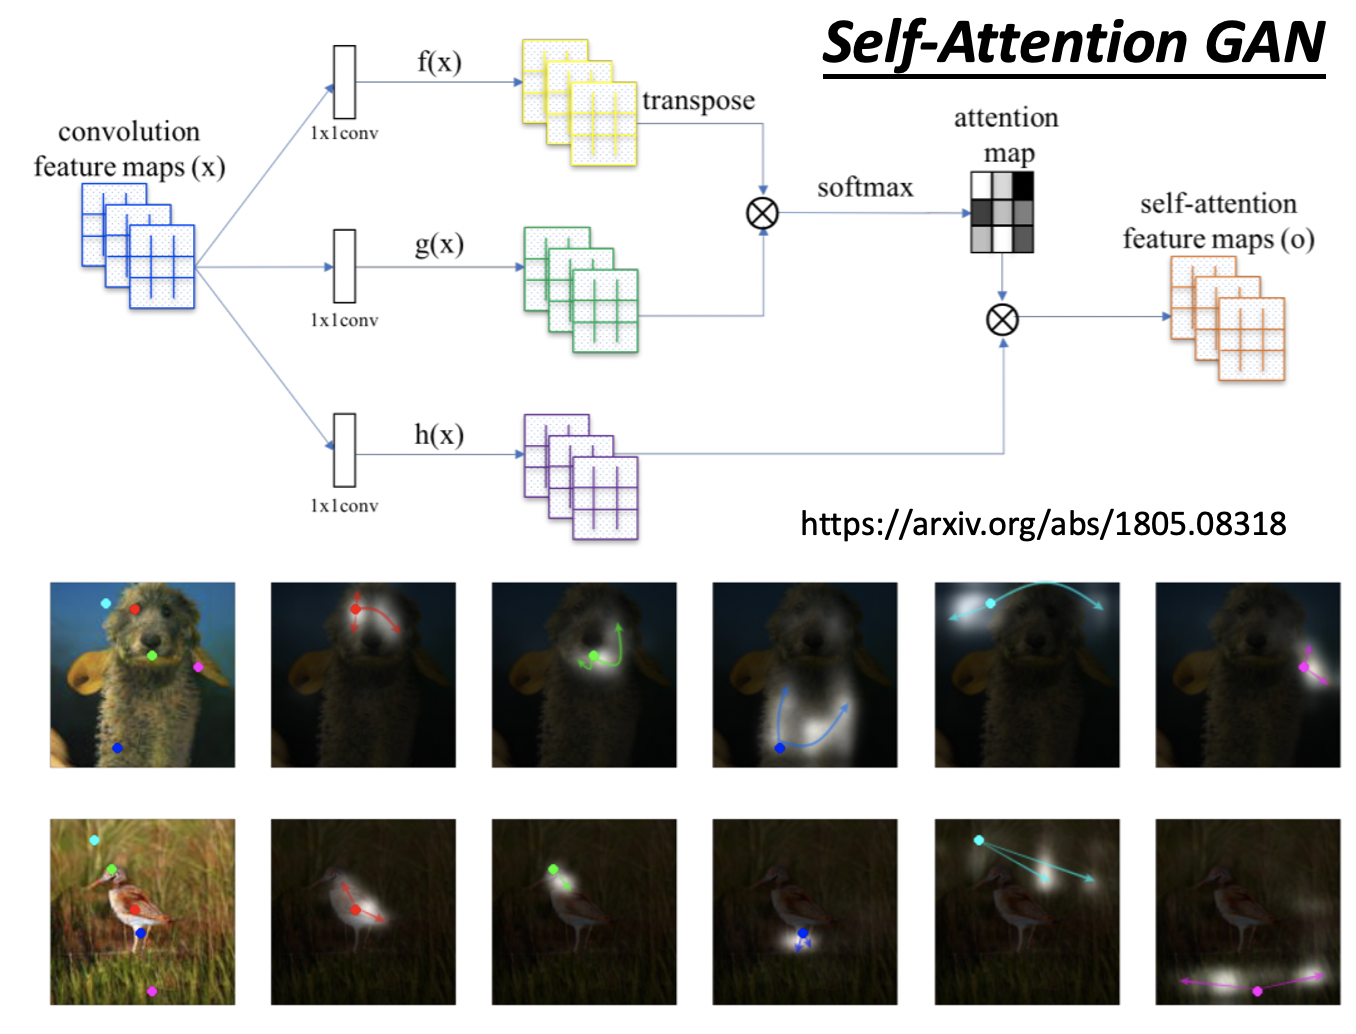 Self-Attention GAN
convolution
feature maps (x)
1x1conv
f(x)
transpose
1x1conv
g(x)
1x1conv
h(x)
softmax
attention
map
self-attention
feature maps (o)
https://arxiv.org/abs/1805.08318